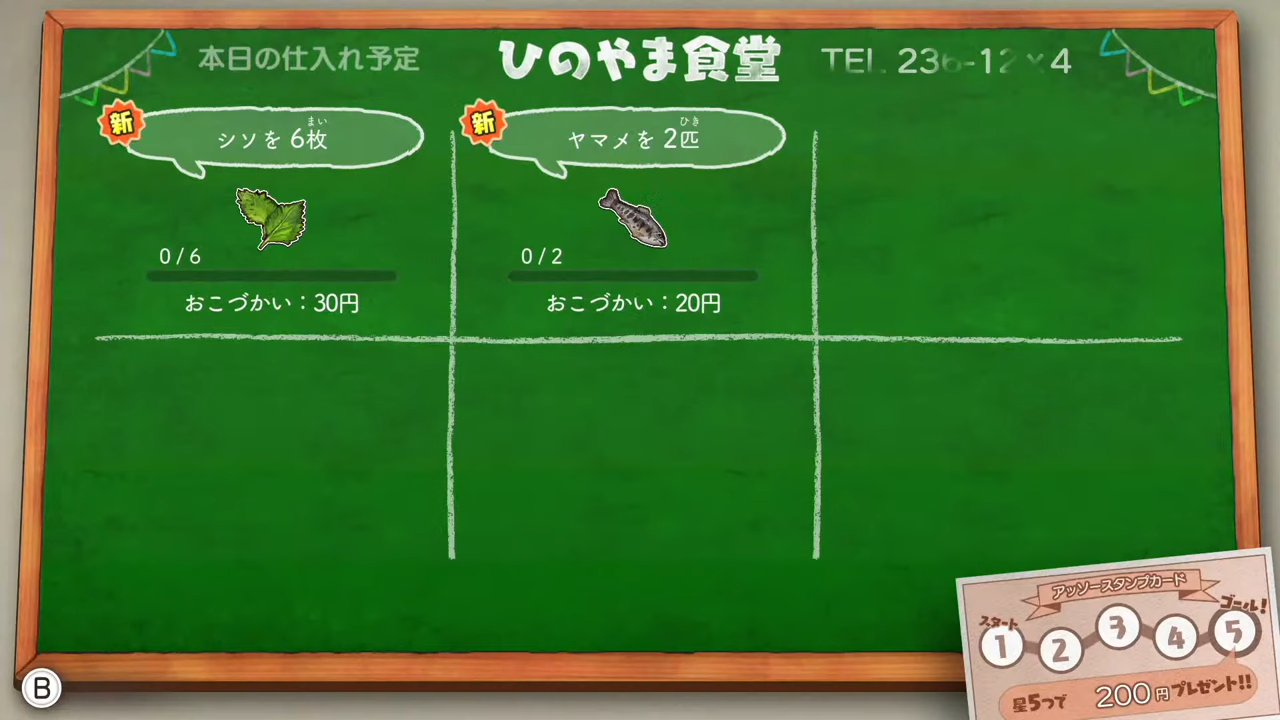 本日の仕入れ予定
ひのやま食堂
TEL 236-12×4
新
シソを 6枚
まい
0/6
おこづかい：30円
新
ヤマメを 2匹
ひき
0/2
おこづかい：20円
アッソースタンプカード
スタート
ゴール!
1 2 3 4 5
星5つで 200円プレゼント!!
B